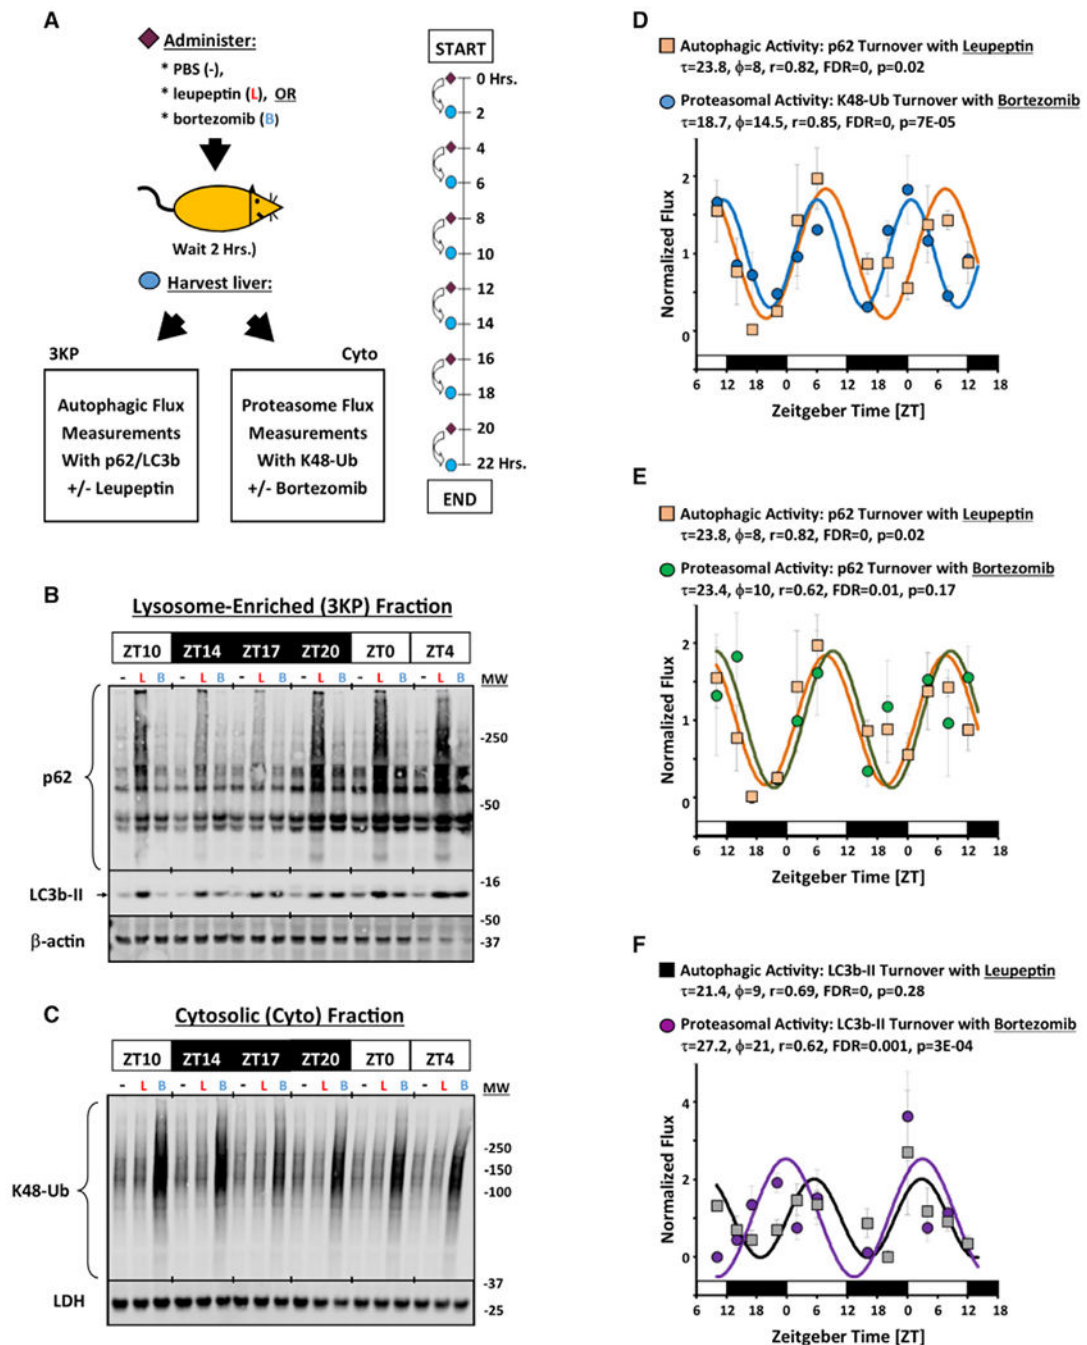 A
Administer:
* PBS (-),
* leupeptin (L), OR
* bortezomib (B)
Wait 2 Hrs.)
Harvest liver:
3KP
Cyto
Autophagic Flux
Measurements
With p62/LC3b
+/- Leupeptin
Proteasome Flux
Measurements
With K48-Ub
+/- Bortezomib
START
0 Hrs.
2
4
6
8
10
12
14
16
18
20
22 Hrs.
END
B
Lysosome-Enriched (3KP) Fraction
ZT10 ZT14 ZT17 ZT20 ZT0 ZT4
- L B - L B - L B - L B - L B - L B
MW
-250
p62
-50
-16
LC3b-II
-50
β-actin
-37
C
Cytosolic (Cyto) Fraction
ZT10 ZT14 ZT17 ZT20 ZT0 ZT4
- L B - L B - L B - L B - L B - L B
MW
-250
-150
K48-Ub
-100
-37
LDH
-25
D
Autophagic Activity: p62 Turnover with Leupeptin
τ=23.8, ϕ=8, r=0.82, FDR=0, p=0.02
Proteasomal Activity: K48-Ub Turnover with Bortezomib
τ=18.7, ϕ=14.5, r=0.85, FDR=0, p=7E-05
Normalized Flux
2
1
0
6 12 18 0 6 12 18 0 6 12 18
Zeitgeber Time [ZT]
E
Autophagic Activity: p62 Turnover with Leupeptin
τ=23.8, ϕ=8, r=0.82, FDR=0, p=0.02
Proteasomal Activity: p62 Turnover with Bortezomib
τ=23.4, ϕ=10, r=0.62, FDR=0.01, p=0.17
Normalized Flux
2
1
0
6 12 18 0 6 12 18 0 6 12 18
Zeitgeber Time [ZT]
F
Autophagic Activity: LC3b-II Turnover with Leupeptin
τ=21.4, ϕ=9, r=0.69, FDR=0, p=0.28
Proteasomal Activity: LC3b-II Turnover with Bortezomib
τ=27.2, ϕ=21, r=0.62, FDR=0.001, p=3E-04
Normalized Flux
4
2
0
6 12 18 0 6 12 18 0 6 12 18
Zeitgeber Time [ZT]